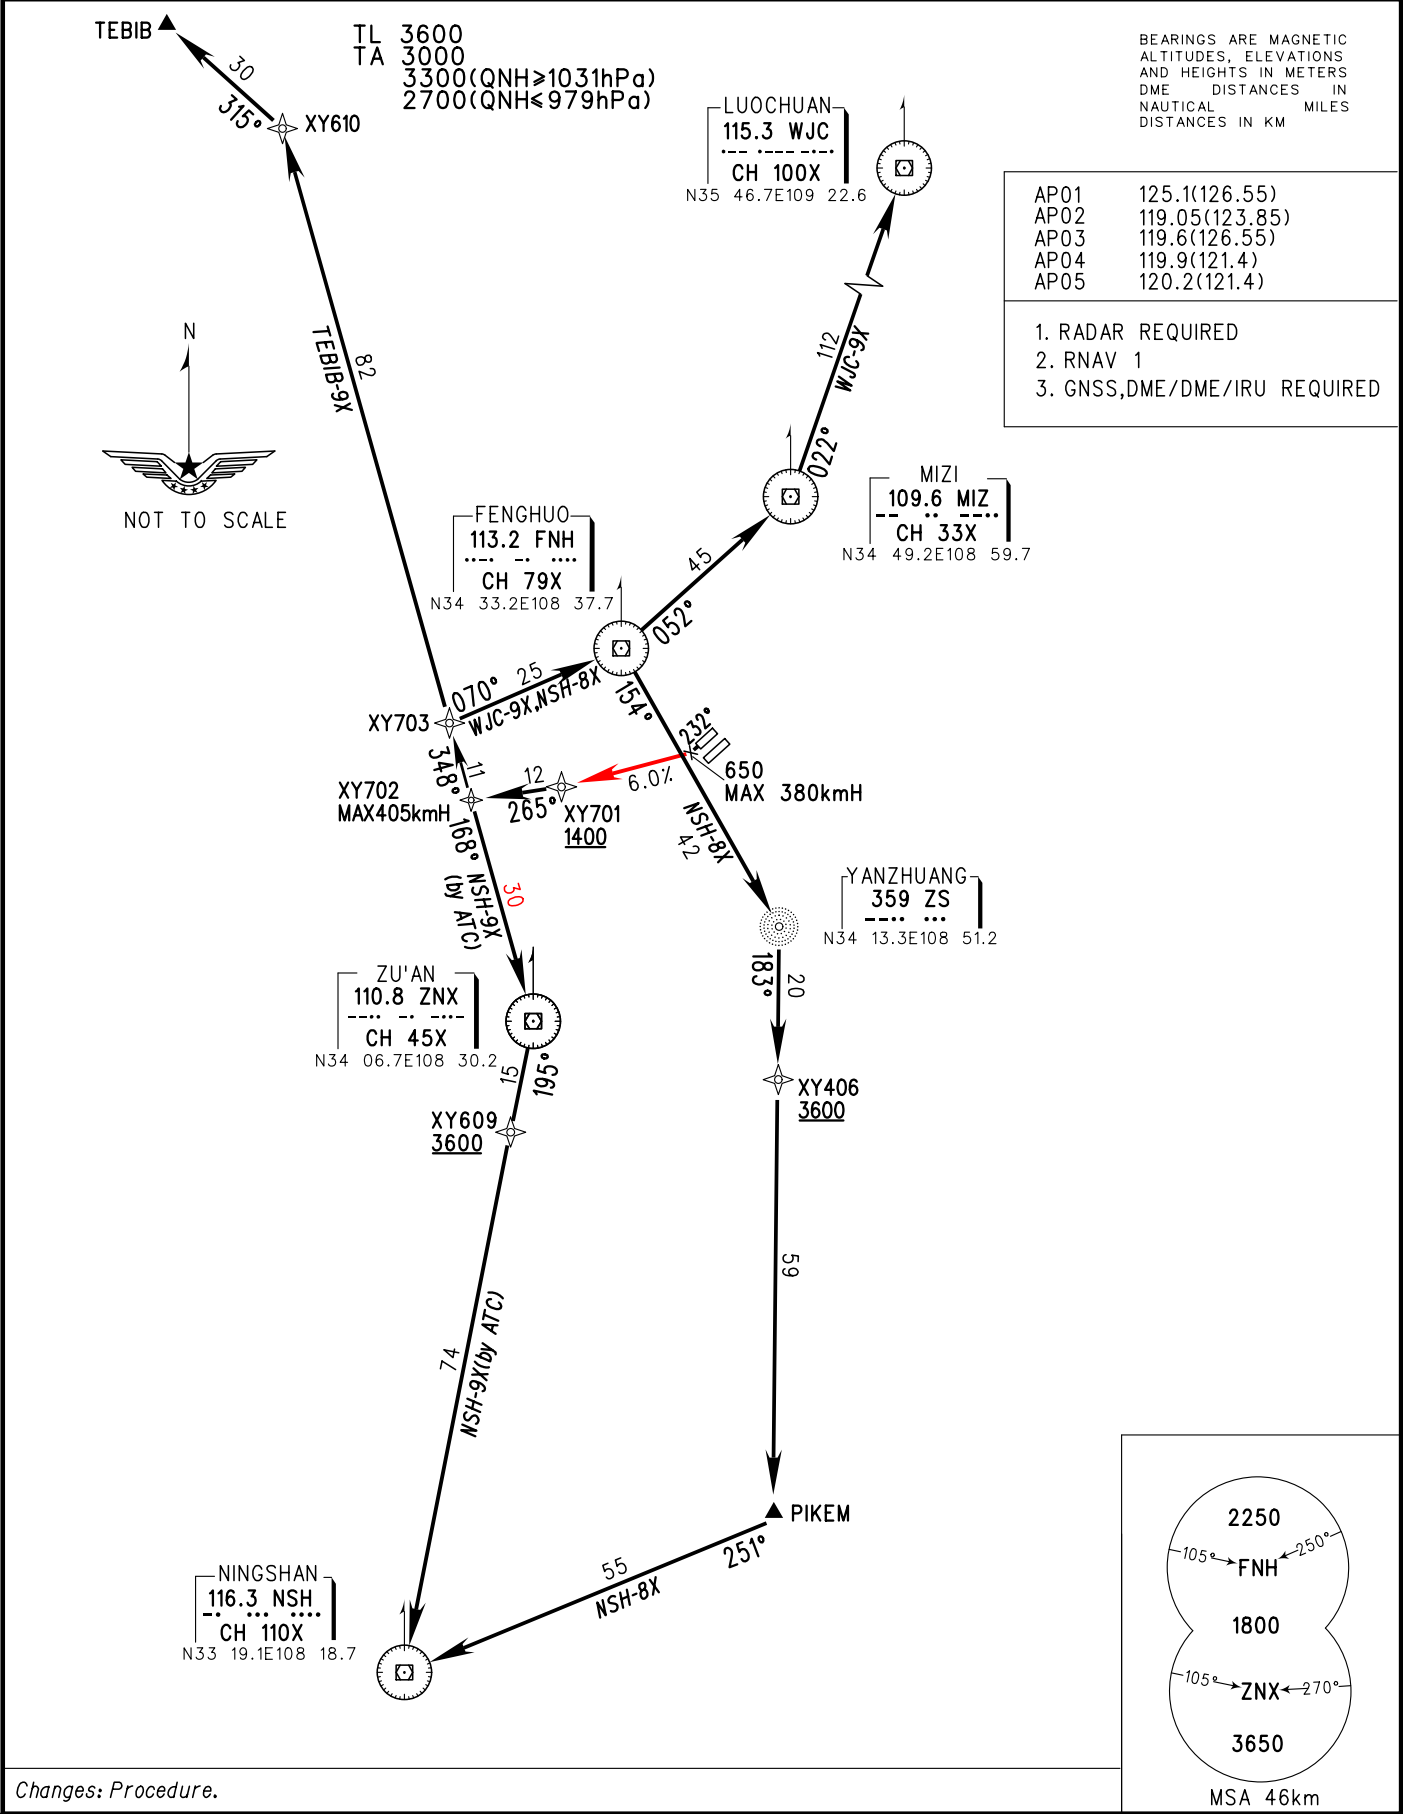 TEBIB
TL 3600
TA 3000
3300(QNH≥1031hPa)
2700(QNH≤979hPa)
BEARINGS ARE MAGNETIC
ALTITUDES, ELEVATIONS
AND HEIGHTS IN METERS
DME DISTANCES IN
NAUTICAL MILES
DISTANCES IN KM
30
315°
XY610
LUOCHUAN
115.3 WJC
CH 100X
N35 46.7E109 22.6
AP01 125.1(126.55)
AP02 119.05(123.85)
AP03 119.6(126.55)
AP04 119.9(121.4)
AP05 120.2(121.4)
1. RADAR REQUIRED
2. RNAV 1
3. GNSS,DME/DME/IRU REQUIRED
N
NOT TO SCALE
TEBIB-9X
82
112
WJC-9X
022°
MIZI
109.6 MIZ
CH 33X
N34 49.2E108 59.7
FENGHUO
113.2 FNH
CH 79X
N34 33.2E108 37.7
45
052°
070°
25
WJC-9X,NSH-8X
154°
232°
XY703
348°
11
XY702
MAX405kmH
12
265°
XY701
1400
6.0%
650
MAX 380kmH
NSH-8X
42
168°
NSH-9X
(by ATC)
30
YANZHUANG
359 ZS
N34 13.3E108 51.2
183°
20
ZU'AN
110.8 ZNX
CH 45X
N34 06.7E108 30.2
15
195°
XY609
3600
XY406
3600
59
74
NSH-9X(by ATC)
PIKEM
251°
55
NSH-8X
NINGSHAN
116.3 NSH
CH 110X
N33 19.1E108 18.7
2250
105°
FNH
250°
1800
105°
ZNX
270°
3650
MSA 46km
Changes: Procedure.